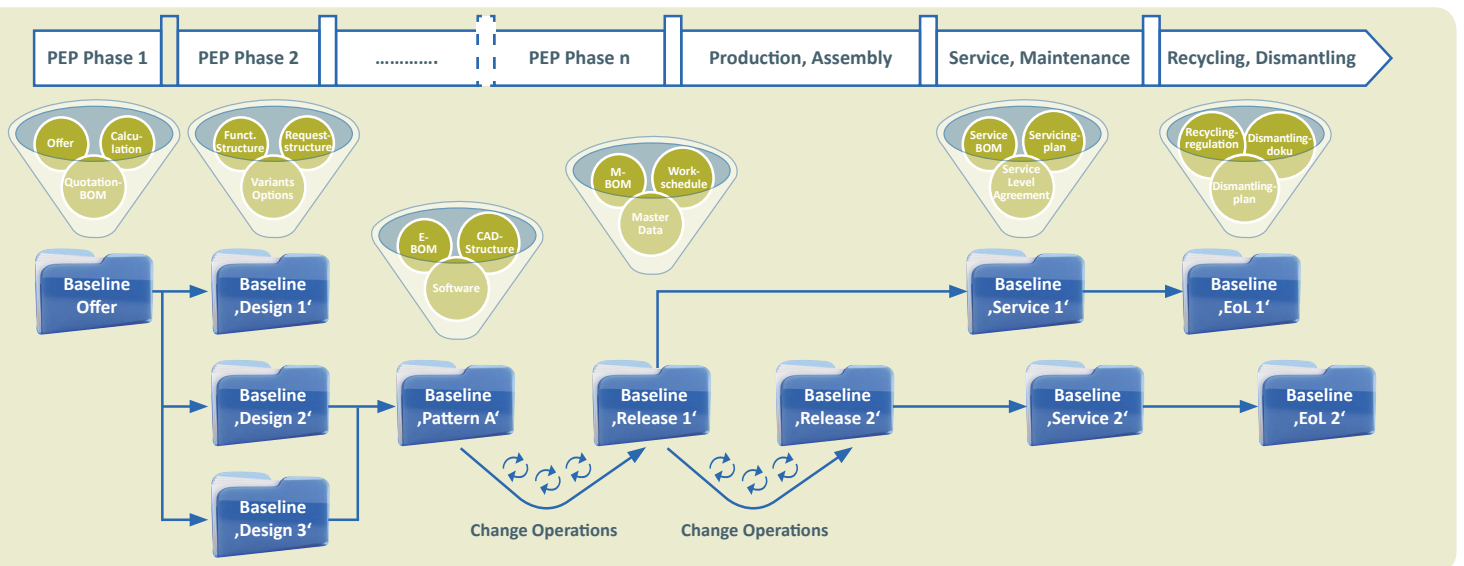 PEP Phase 1
PEP Phase 2
………….
PEP Phase n
Production, Assembly
Service, Maintenance
Recycling, Dismantling
Offer
Calcu-
lation
Quotation-
BOM
Funct.
Structure
Request-
structure
Variants
Options
E-
BOM
CAD-
Structure
Software
M-
BOM
Work-
schedule
Master
Data
Service
BOM
Servicing-
plan
Service
Level
Agreement
Recycling-
regulation
Dismantling-
doku
Dismantling-
plan
Baseline
Offer
Baseline
‚Design 1‘
Baseline
‚Service 1‘
Baseline
‚EoL 1‘
Baseline
‚Design 2‘
Baseline
‚Pattern A‘
Baseline
‚Release 1‘
Baseline
‚Release 2‘
Baseline
‚Service 2‘
Baseline
‚EoL 2‘
Baseline
‚Design 3‘
Change Operations
Change Operations